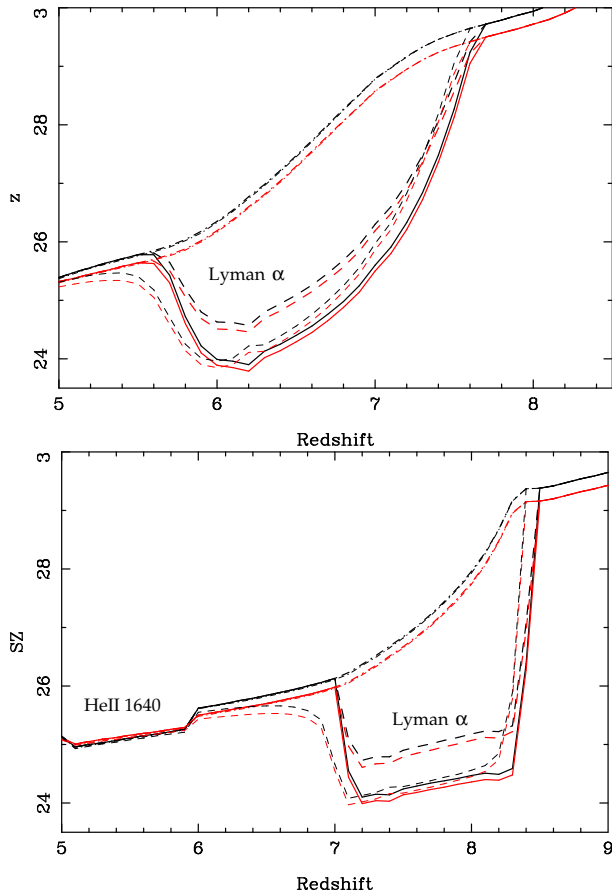 3
28
26
24
z
Lyman α
5 6 7 8
Redshift
3
28
26
24
SZ
HeII 1640
Lyman α
5 6 7 8 9
Redshift